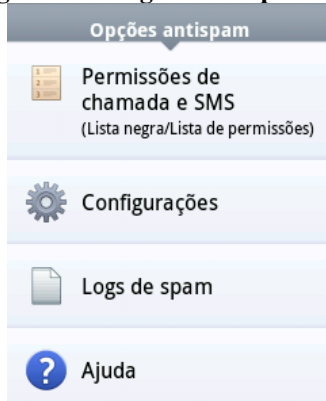 Opções antispam
Permissões de
chamada e SMS
(Lista negra/Lista de permissões)
Configurações
Logs de spam
Ajuda